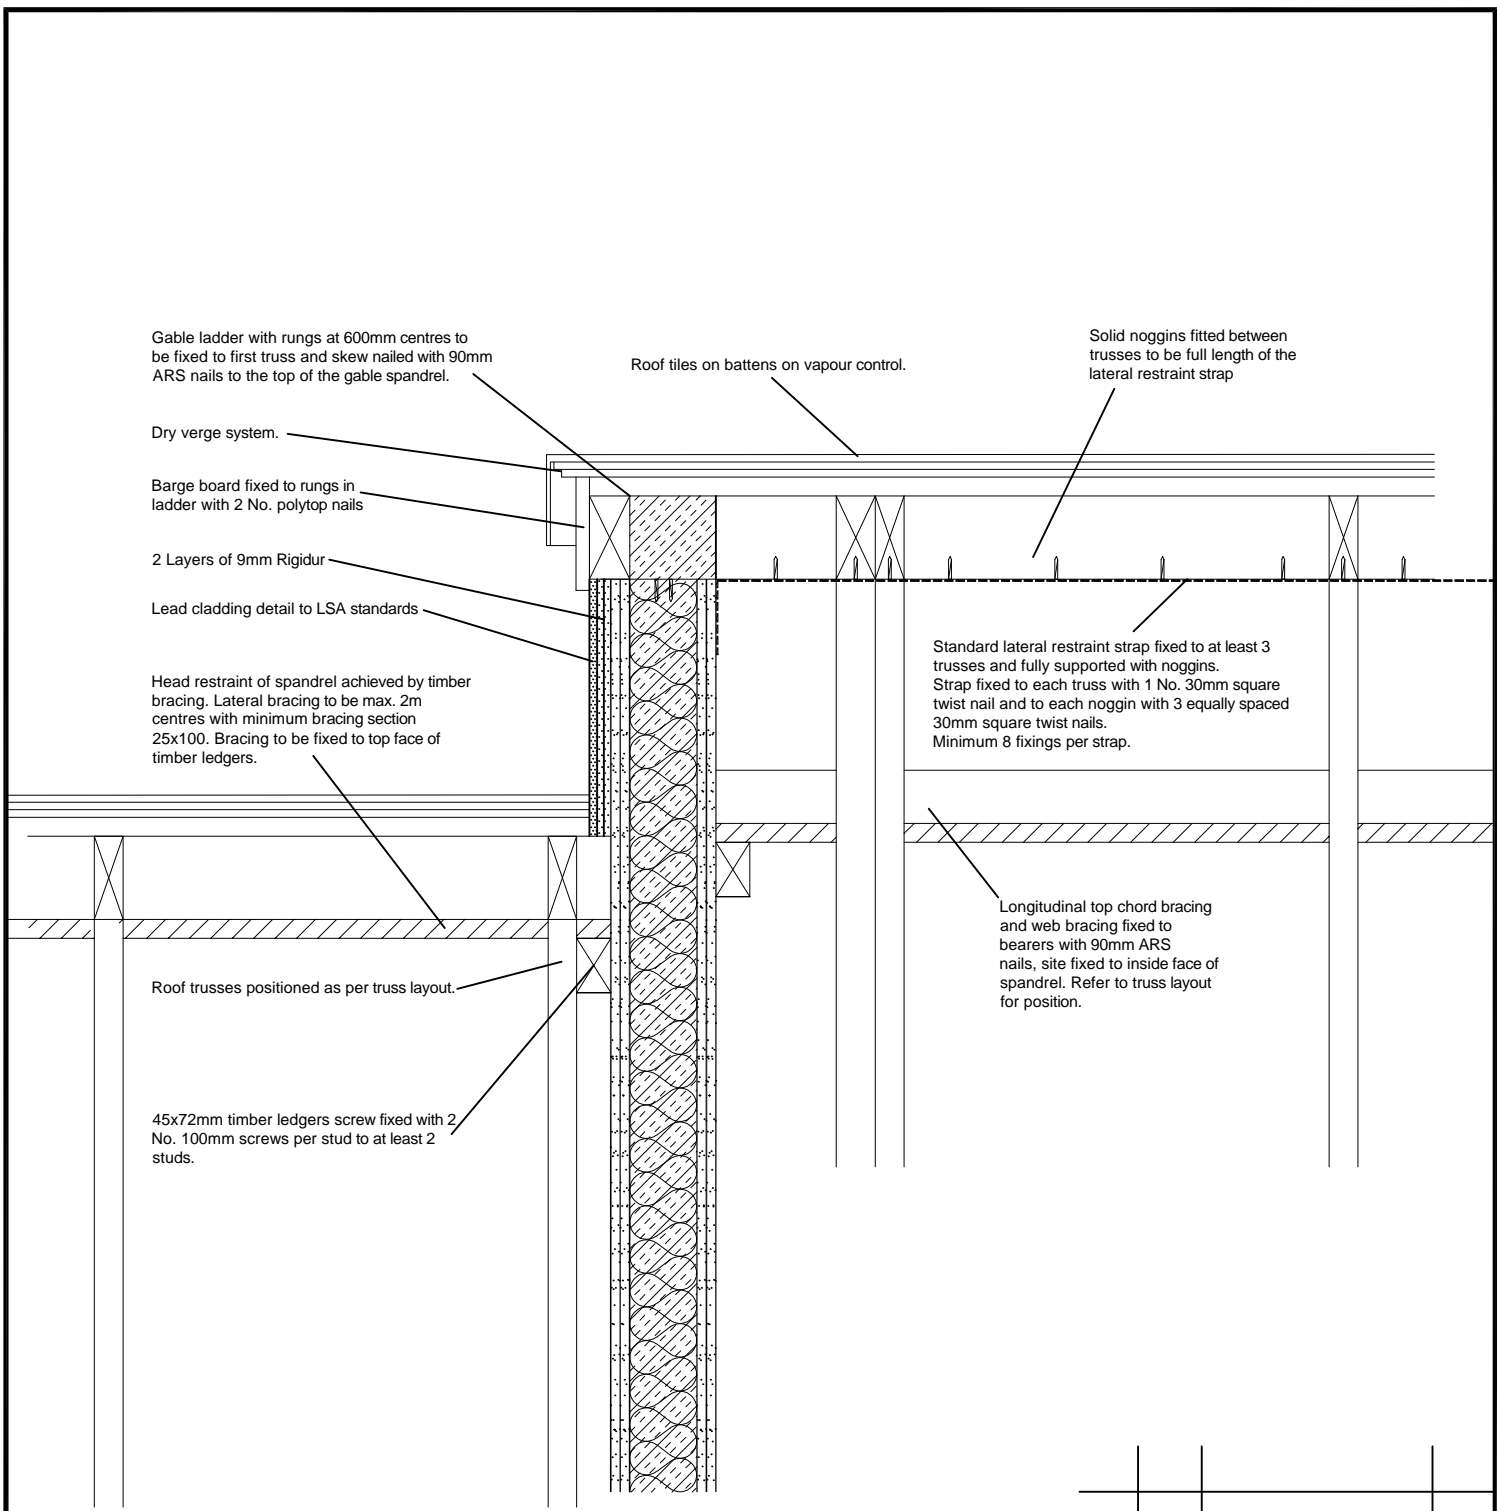 Gable ladder with rungs at 600mm centres to
be fixed to first truss and skew nailed with 90mm
ARS nails to the top of the gable spandrel.
Dry verge system.
Barge board fixed to rungs in
ladder with 2 No. polytop nails
2 Layers of 9mm Rigidur
Lead cladding detail to LSA standards
Head restraint of spandrel achieved by timber
bracing. Lateral bracing to be max. 2m
centres with minimum bracing section
25x100. Bracing to be fixed to top face of
timber ledgers.
Roof trusses positioned as per truss layout.
45x72mm timber ledgers screw fixed with 2
No. 100mm screws per stud to at least 2
studs.
Roof tiles on battens on vapour control.
Solid noggins fitted between
trusses to be full length of the
lateral restraint strap
Standard lateral restraint strap fixed to at least 3
trusses and fully supported with noggins.
Strap fixed to each truss with 1 No. 30mm square
twist nail and to each noggin with 3 equally spaced
30mm square twist nails.
Minimum 8 fixings per strap.
Longitudinal top chord bracing
and web bracing fixed to
bearers with 90mm ARS
nails, site fixed to inside face of
spandrel. Refer to truss layout
for position.